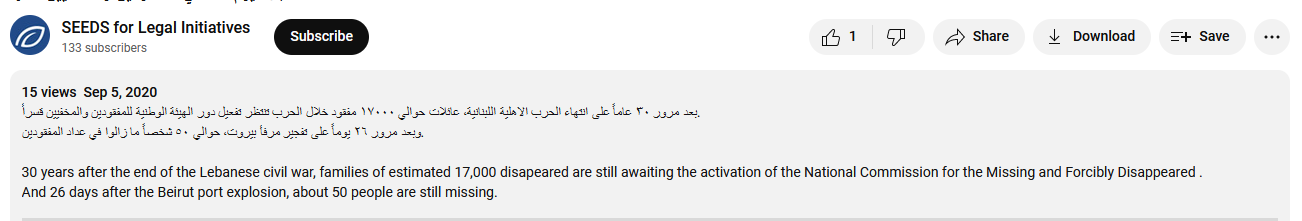 SEEDS for Legal Initiatives
133 subscribers
Subscribe
1
Share
Download
Save
15 views Sep 5, 2020
بعد مرور ٣٠ عاماً على انتهاء الحرب الاهلية اللبنانية، عائلات حوالي ١٧٠٠٠ مفقود خلال الحرب تنتظر تفعيل دور الهيئة الوطنية للمفقودين والمخفيين قسراً.
وبعد مرور ٢٦ يوماً على تفجير مرفأ بيروت، حوالي ٥٠ شخصاً ما زالوا في عداد المفقودين.
30 years after the end of the Lebanese civil war, families of estimated 17,000 disapeared are still awaiting the activation of the National Commission for the Missing and Forcibly Disappeared .
And 26 days after the Beirut port explosion, about 50 people are still missing.